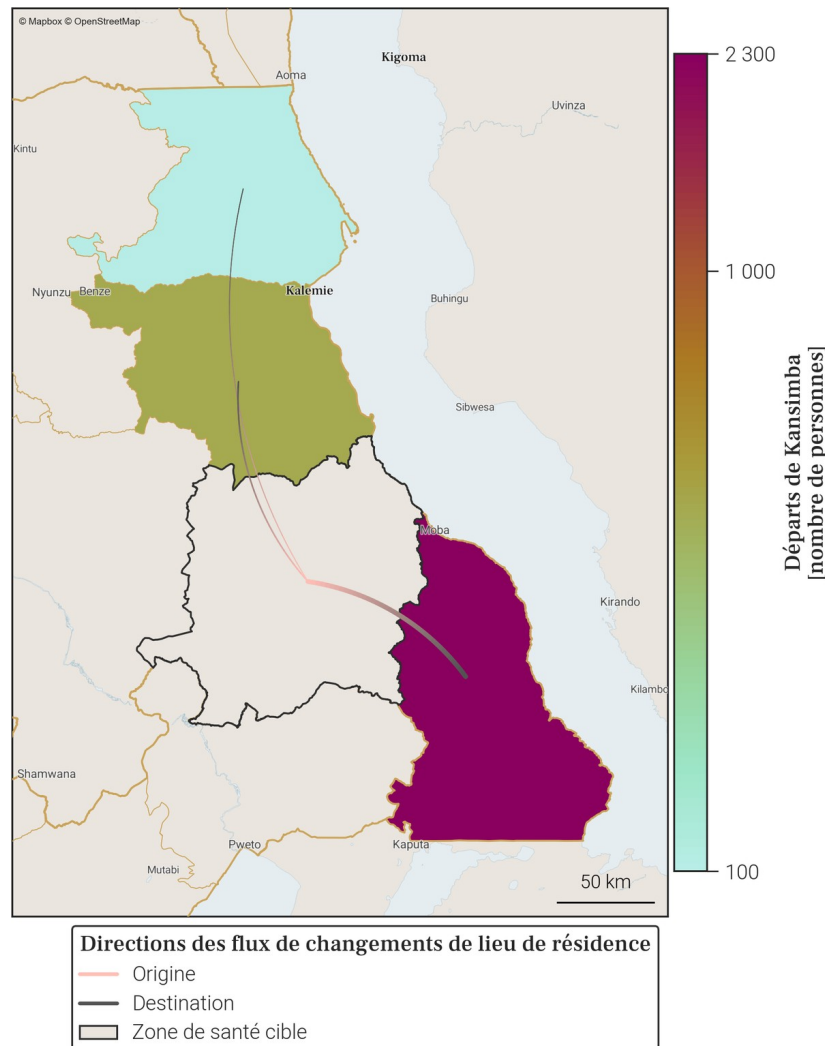 © Mapbox © OpenStreetMap
Aoma
Kigoma
Uvinza
Kintu
Nyunzu
Benze
Kalemie
Buhingu
Sibwesa
Moba
Kirando
Kilambo
Shamwana
Pweto
Kaputa
Mutabi
50 km
2 300
1 000
100
Départs de Kansimba
[nombre de personnes]
Directions des flux de changements de lieu de résidence
Origine
Destination
Zone de santé cible